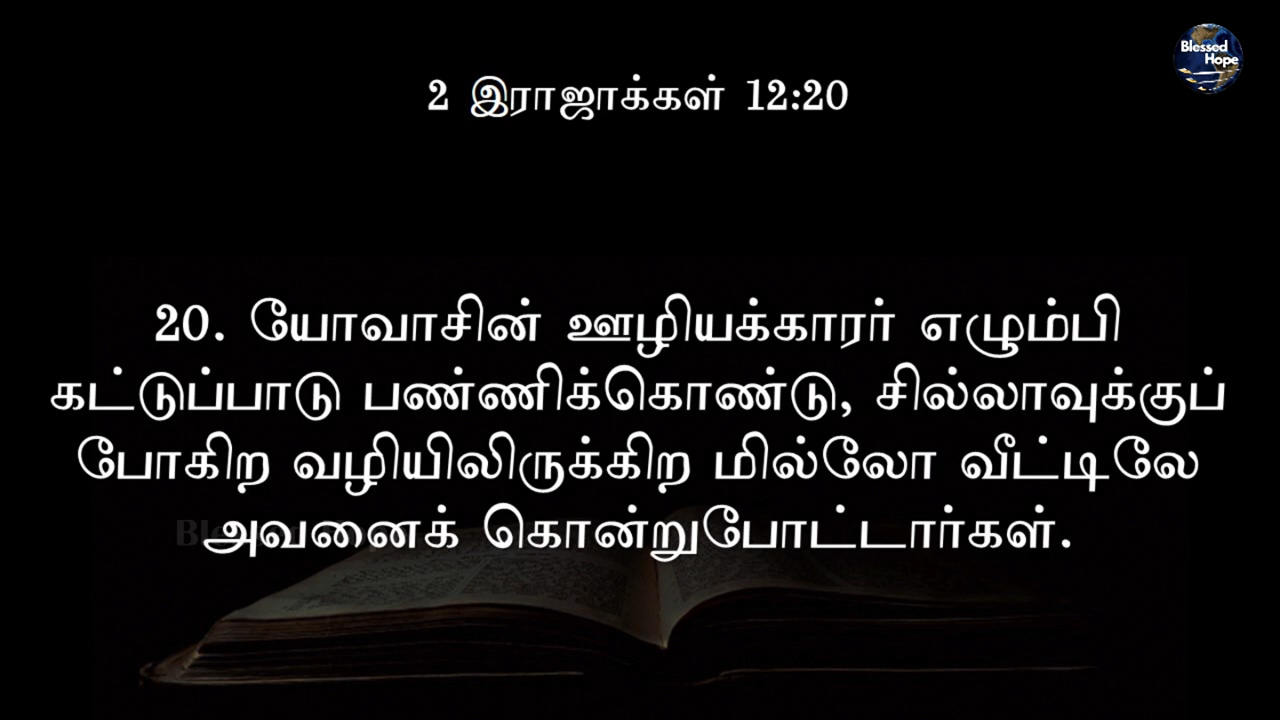 Blessed
Hope
2 இராஜாக்கள் 12:20
20. யோவாசின் ஊழியக்காரர் எழும்பி
கட்டுப்பாடு பண்ணிக்கொண்டு, சில்லாவுக்குப்
போகிற வழியிலிருக்கிற மில்லோ வீட்டிலே
அவனைக் கொன்றுபோட்டார்கள்.